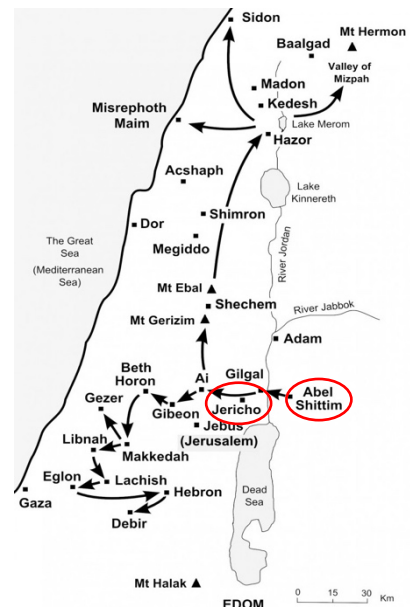 Sidon
Mt Hermon
Baalgad
Valley of
Mizpah
Madon
Kedesh
Misrephoth
Maim
Lake Merom
Hazor
Acshaph
Lake
Kinnereth
Shimron
Dor
The Great
Sea
(Mediterranean
Sea)
Megiddo
River Jordan
Mt Ebal
Shechem
River Jabbok
Mt Gerizim
Adam
Beth
Horon
Ai
Gilgal
Abel
Shittim
Gezer
Gibeon
Jericho
Jebus
(Jerusalem)
Libnah
Makkedah
Eglon
Lachish
Hebron
Dead
Sea
Gaza
Debir
Mt Halak
0 15 30
Km
EDOM